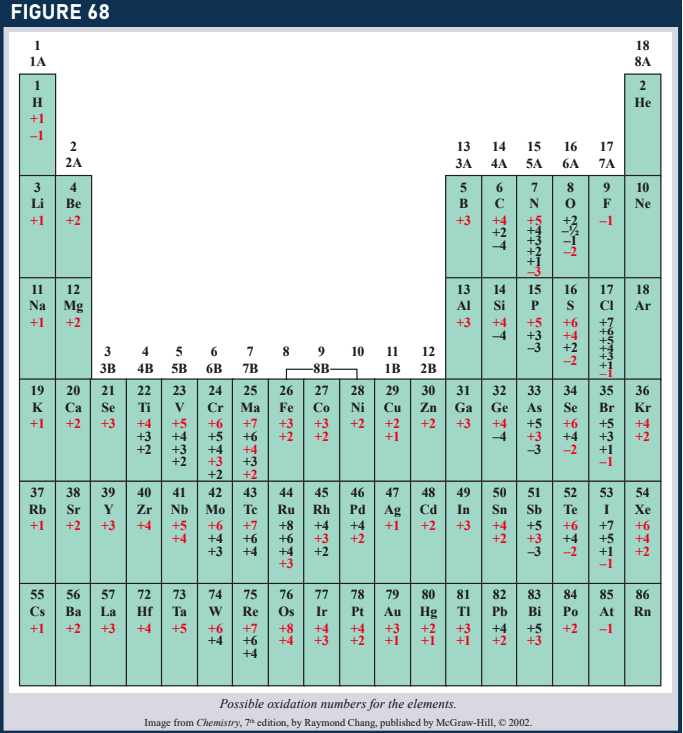 FIGURE 68
1 18
1A 8A
1 2
H He
+1
−1
2 13 14 15 16 17
2A 3A 4A 5A 6A 7A
3 4 5 6 7 8 9 10
Li Be B C N O F Ne
+1 +2 +3 +4 +5 +2 −1
+2 +4 −½
−4 +3 −1
+2 −2
+1
−3
11 12 13 14 15 16 17 18
Na Mg Al Si P S Cl Ar
+1 +2 +3 +4 +5 +6 +7
−4 +3 +4 +6
−3 +2 +5
−2 +4
+3
+1
−1
3 4 5 6 7 8 9 10 11 12
3B 4B 5B 6B 7B 8B 1B 2B
19 20 21 22 23 24 25 26 27 28 29 30 31 32 33 34 35 36
K Ca Se Ti V Cr Ma Fe Co Ni Cu Zn Ga Ge As Se Br Kr
+1 +2 +3 +4 +5 +6 +7 +3 +3 +2 +2 +2 +3 +4 +5 +6 +5 +4
+3 +4 +5 +6 +2 +2 +1 −4 +3 +4 +3 +2
+2 +3 +4 +4 −3 −2 +1
+2 +3 +3 −1
+2 +2
37 38 39 40 41 42 43 44 45 46 47 48 49 50 51 52 53 54
Rb Sr Y Zr Nb Mo Tc Ru Rh Pd Ag Cd In Sn Sb Te I Xe
+1 +2 +3 +4 +5 +6 +7 +8 +4 +4 +1 +2 +3 +4 +5 +6 +7 +6
+4 +4 +6 +6 +3 +2 +2 +3 +4 +5 +4
+3 +4 +4 +2 −3 −2 +1 +2
+3 −1
55 56 57 72 73 74 75 76 77 78 79 80 81 82 83 84 85 86
Cs Ba La Hf Ta W Re Os Ir Pt Au Hg Tl Pb Bi Po At Rn
+1 +2 +3 +4 +5 +6 +7 +8 +4 +4 +3 +2 +3 +4 +5 +2 −1
+4 +6 +4 +3 +2 +1 +1 +1 +2 +3
+4
Possible oxidation numbers for the elements.
Image from Chemistry, 7th edition, by Raymond Chang, published by McGraw-Hill, © 2002.